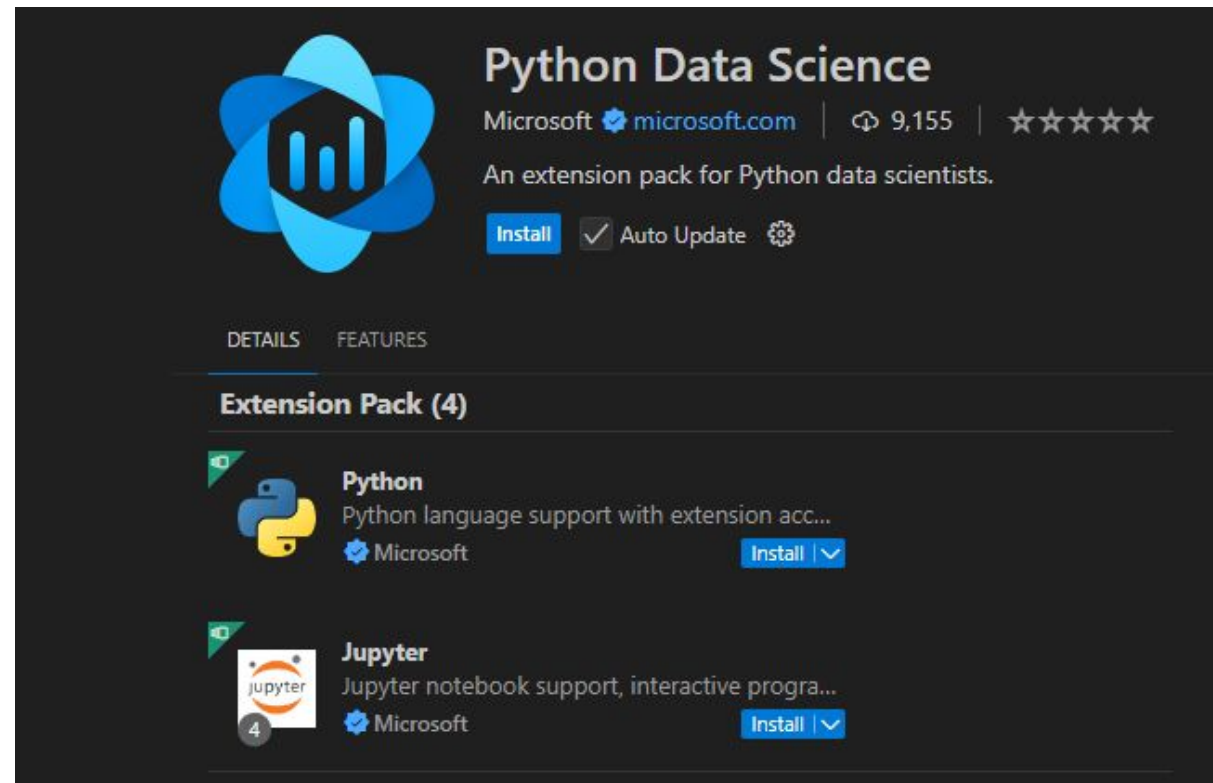 Python Data Science
Microsoft microsoft.com 9,155
An extension pack for Python data scientists.
Install Auto Update
DETAILS FEATURES
Extension Pack (4)
Python
Python language support with extension acc...
Microsoft Install
jupyter
4
Jupyter
Jupyter notebook support, interactive progra...
Microsoft Install